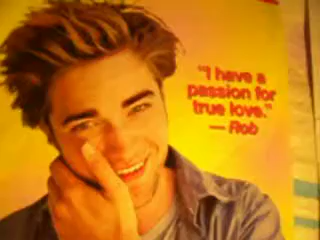 "I have a
passion for
true love."
— Rob